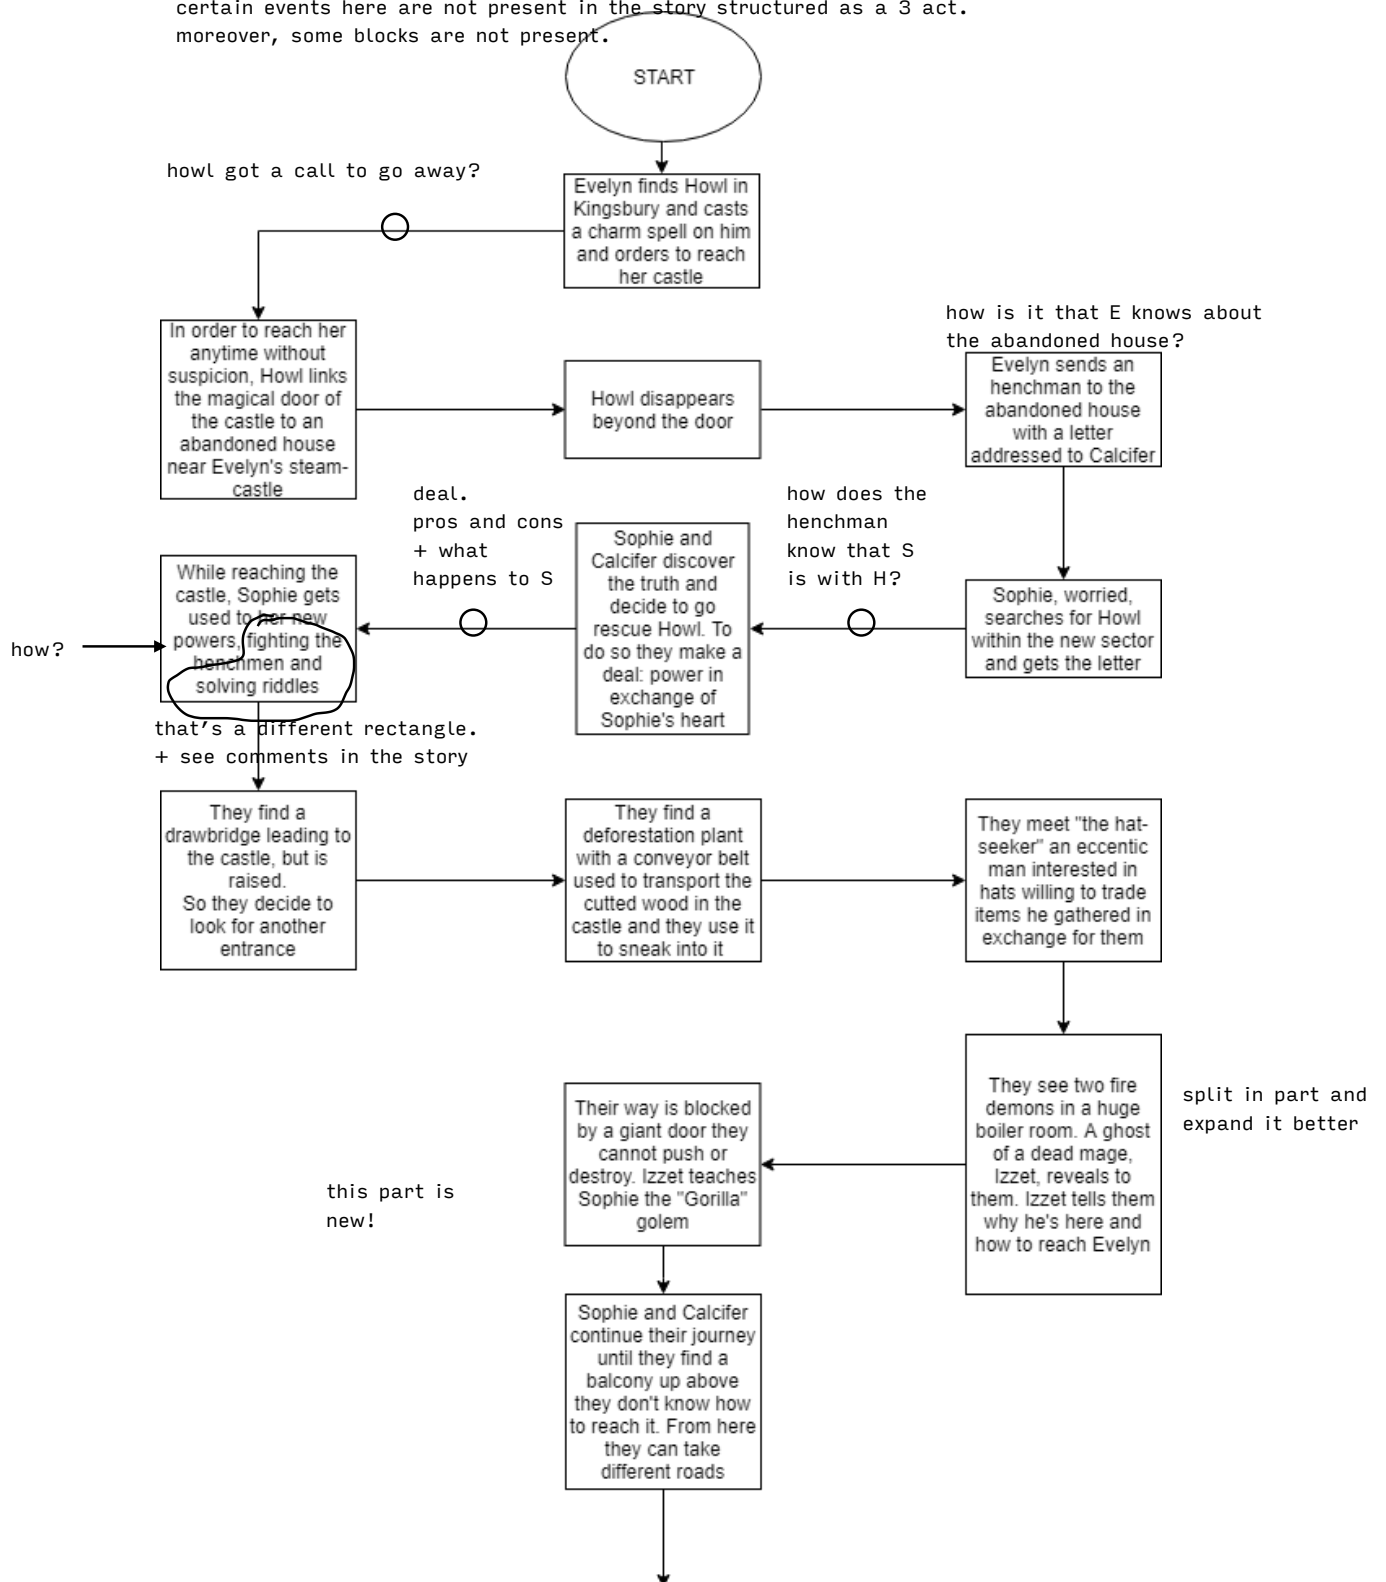 certain events here are not present in the story structured as a 3 act.
moreover, some blocks are not present.
START
howl got a call to go away?
Evelyn finds Howl in
Kingsbury and casts
a charm spell on him
and orders to reach
her castle
In order to reach her
anytime without
suspicion, Howl links
the magical door of
the castle to an
abandoned house
near Evelyn's steam-
castle
Howl disappears
beyond the door
how is it that E knows about
the abandoned house?
Evelyn sends an
henchman to the
abandoned house
with a letter
addressed to Calcifer
Sophie, worried,
searches for Howl
within the new sector
and gets the letter
how does the
henchman
know that S
is with H?
Sophie and
Calcifer discover
the truth and
decide to go
rescue Howl. To
do so they make a
deal: power in
exchange of
Sophie's heart
deal.
pros and cons
+ what
happens to S
While reaching the
castle, Sophie gets
used to her new
powers, fighting the
henchmen and
solving riddles
how?
that's a different rectangle.
+ see comments in the story
They find a
drawbridge leading to
the castle, but is
raised.
So they decide to
look for another
entrance
They find a
deforestation plant
with a conveyor belt
used to transport the
cutted wood in the
castle and they use it
to sneak into it
They meet "the hat-
seeker" an eccentic
man interested in
hats willing to trade
items he gathered in
exchange for them
They see two fire
demons in a huge
boiler room. A ghost
of a dead mage,
Izzet, reveals to
them. Izzet tells them
why he's here and
how to reach Evelyn
split in part and
expand it better
Their way is blocked
by a giant door they
cannot push or
destroy. Izzet teaches
Sophie the "Gorilla"
golem
this part is
new!
Sophie and Calcifer
continue their journey
until they find a
balcony up above
they don't know how
to reach it. From here
they can take
different roads